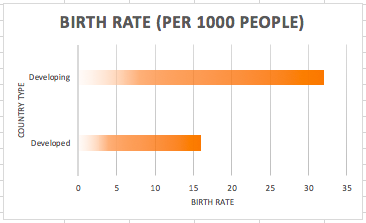 BIRTH RATE (PER 1000 PEOPLE)
COUNTRY TYPE
Developing
Developed
0 5 10 15 20 25 30 35
BIRTH RATE